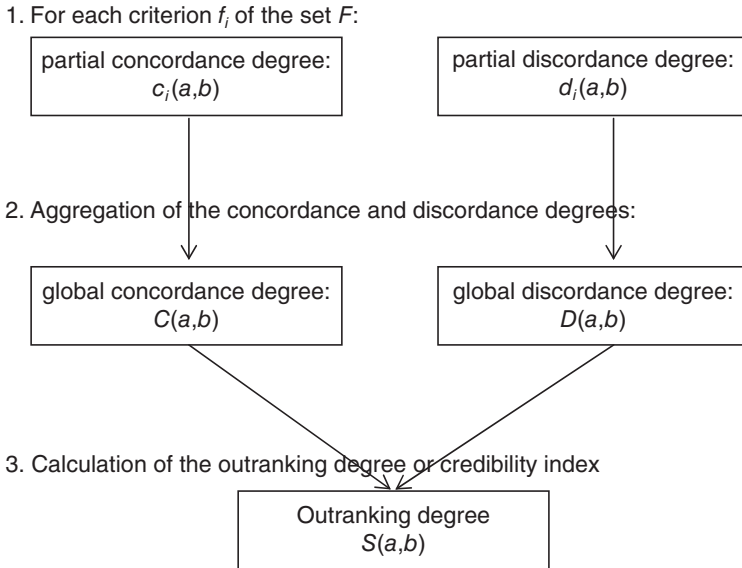 1. For each criterion fi of the set F:
partial concordance degree:
ci(a,b)
partial discordance degree:
di(a,b)
2. Aggregation of the concordance and discordance degrees:
global concordance degree:
C(a,b)
global discordance degree:
D(a,b)
3. Calculation of the outranking degree or credibility index
Outranking degree
S(a,b)